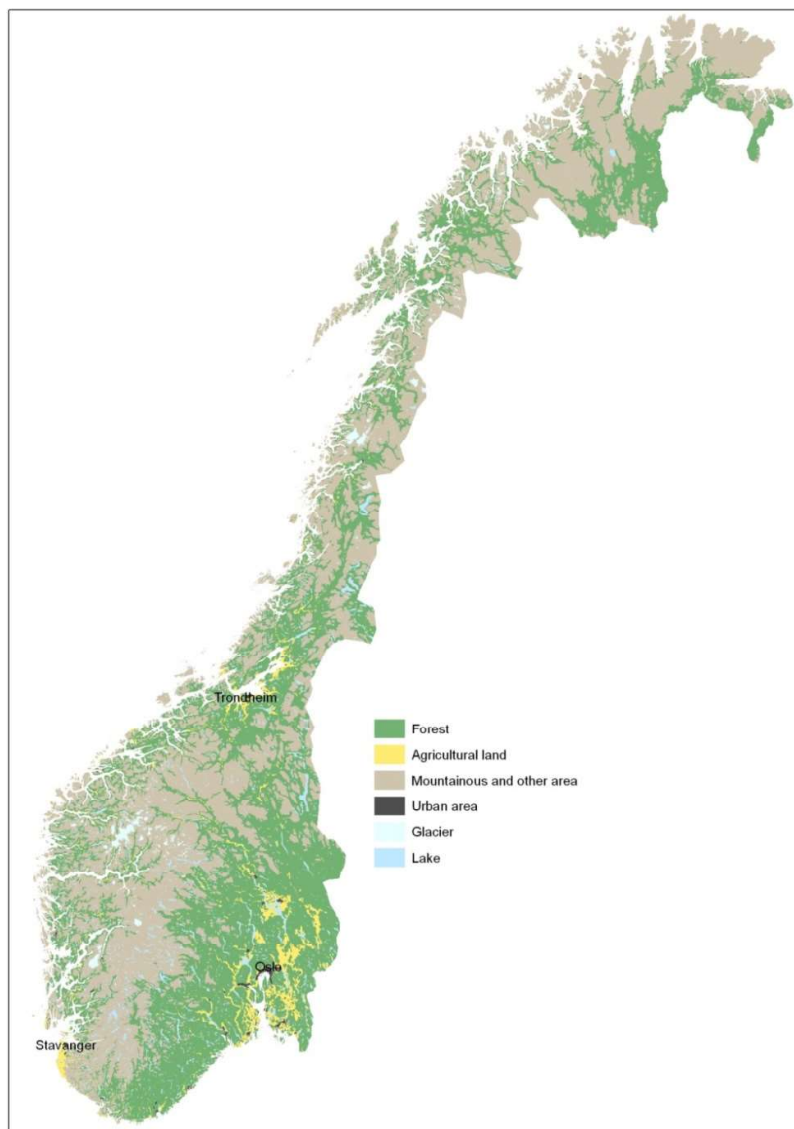 Trondheim
Forest
Agricultural land
Mountainous and other area
Urban area
Glacier
Lake
Oslo
Stavanger